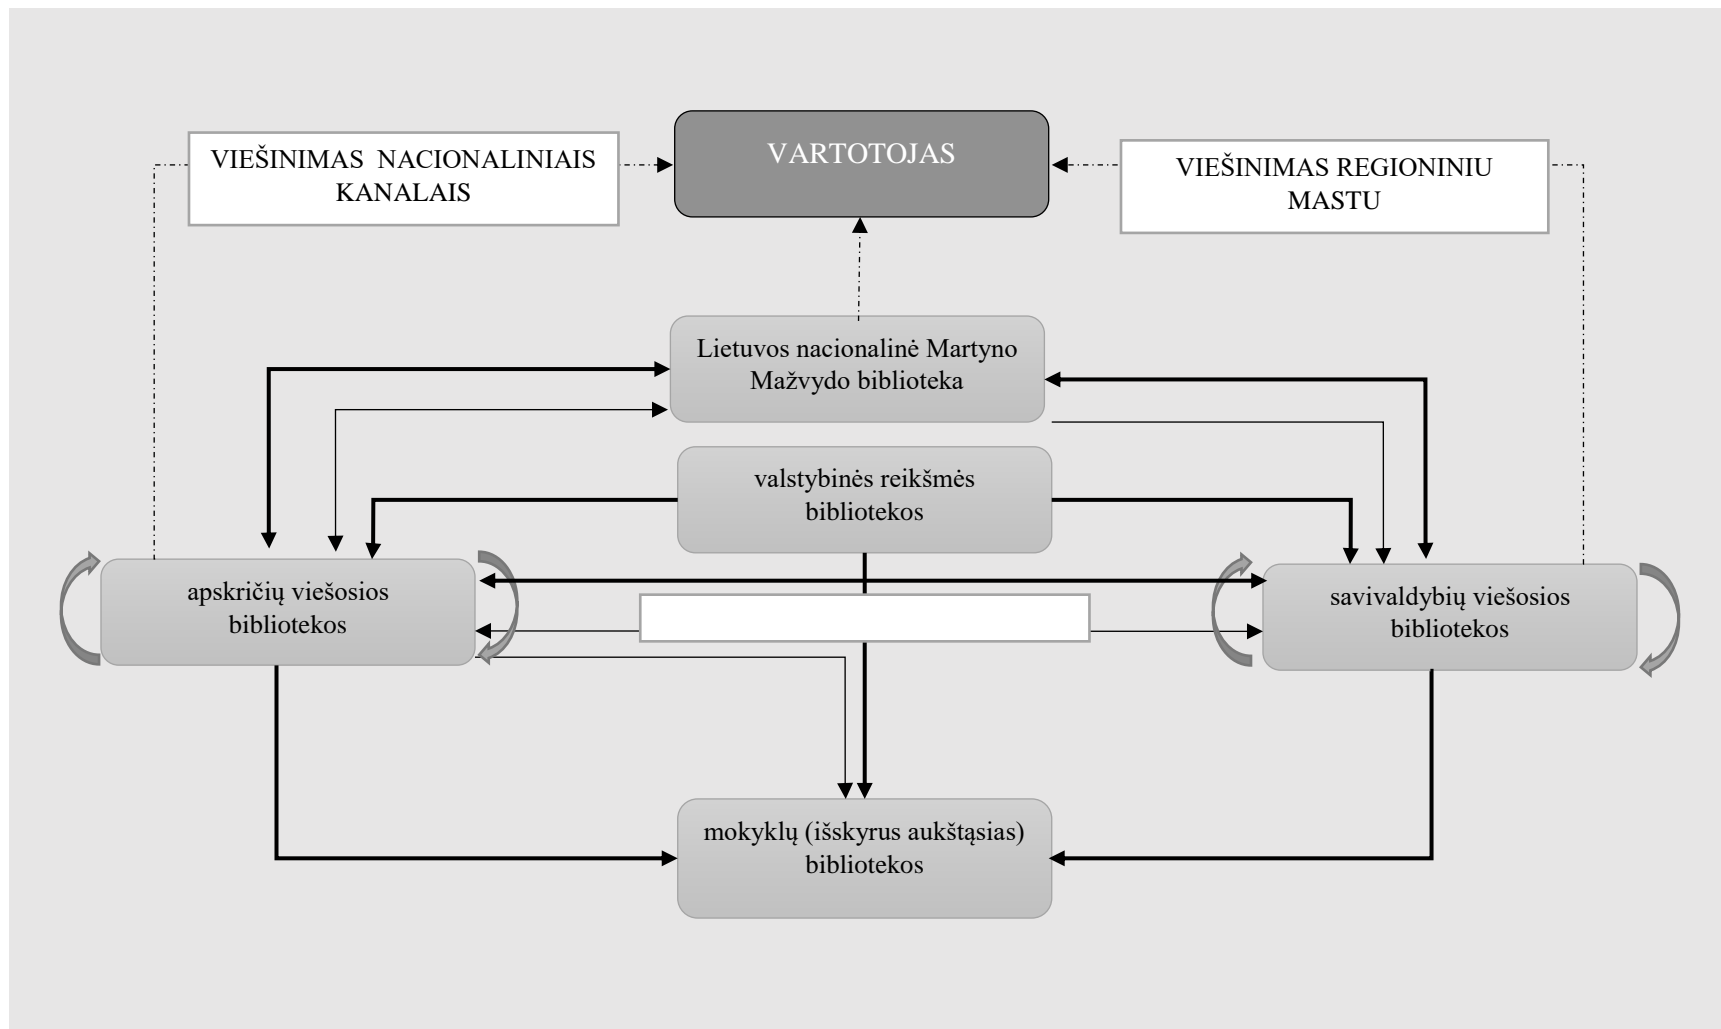 VIEŠINIMAS NACIONALINIAIS
KANALAIS
VARTOTOJAS
VIEŠINIMAS REGIONINIU
MASTU
Lietuvos nacionalinė Martyno
Mažvydo biblioteka
valstybinės reikšmės
bibliotekos
apskričių viešosios
bibliotekos
savivaldybių viešosios
bibliotekos
mokyklų (išskyrus aukštąsias)
bibliotekos